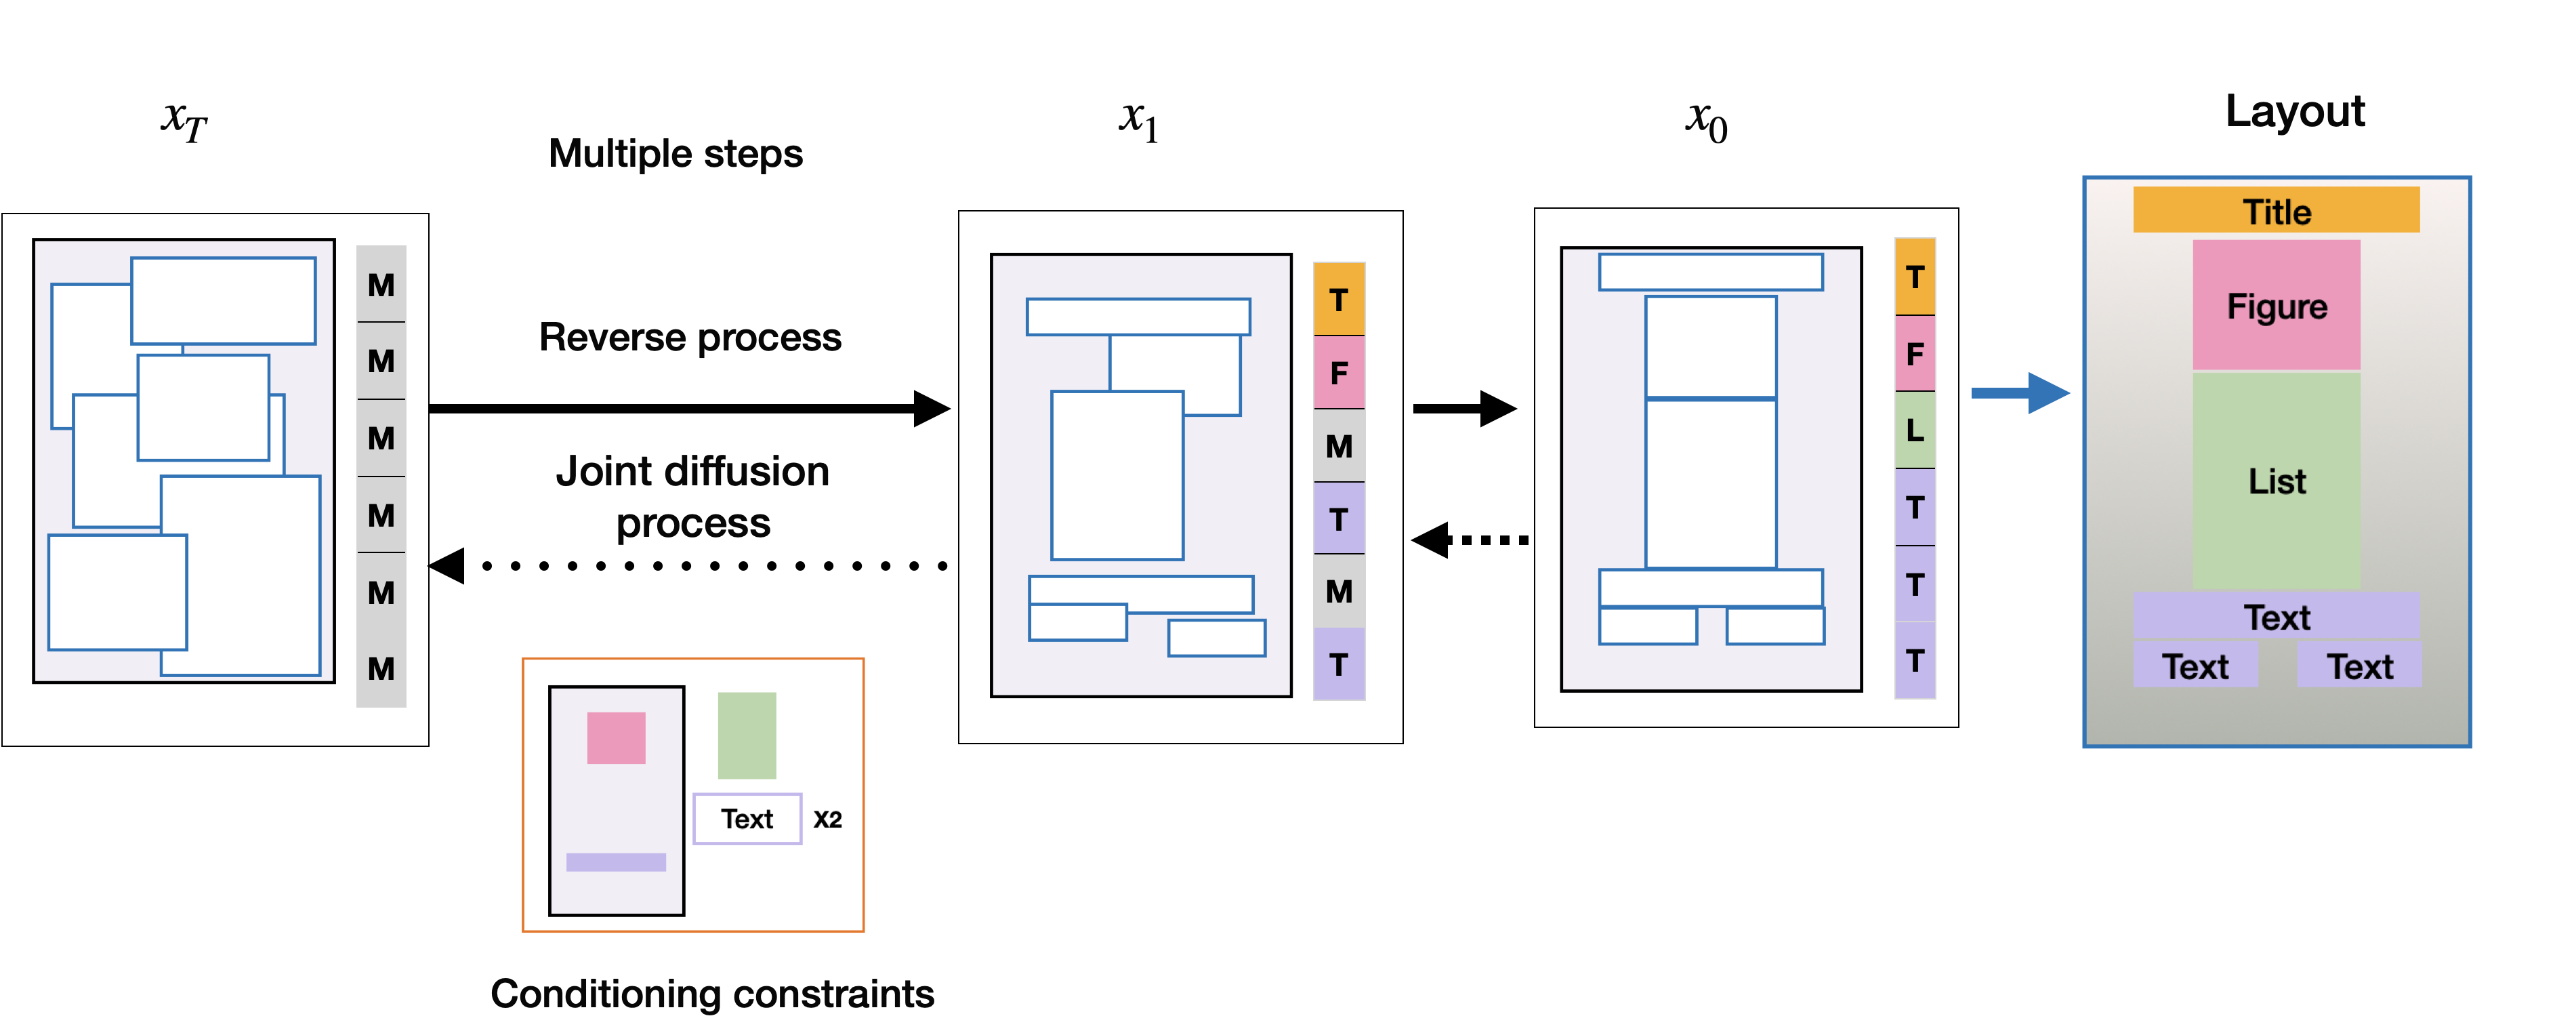 x_T
Multiple steps
x_1
x_0
Layout
M
M
M
M
M
M
Reverse process
Joint diffusion
process
T
F
M
T
M
T
T
F
L
T
T
T
Title
Figure
List
Text
Text Text
Text X2
Conditioning constraints